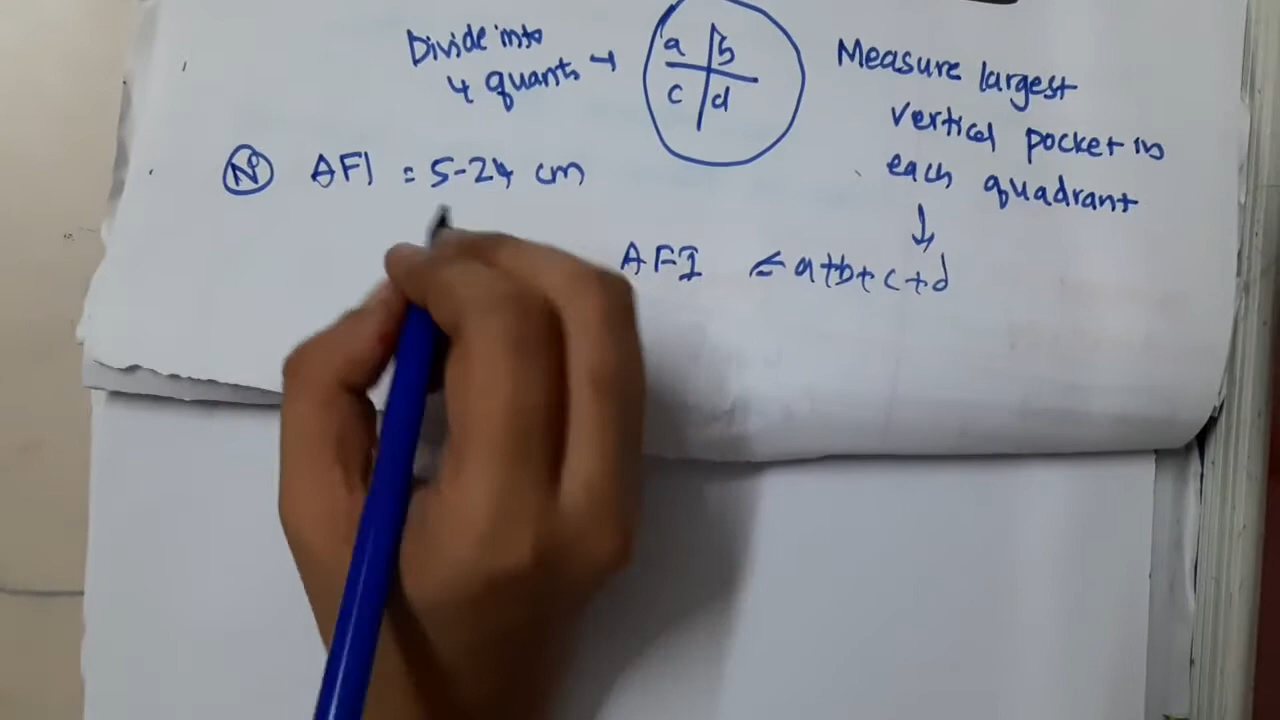 Divide into
4 quants →
a b
c d
Measure largest
vertical pocket in
each quadrant
↓
N AFI = 5-24 cm
AFI ← a+b+c+d